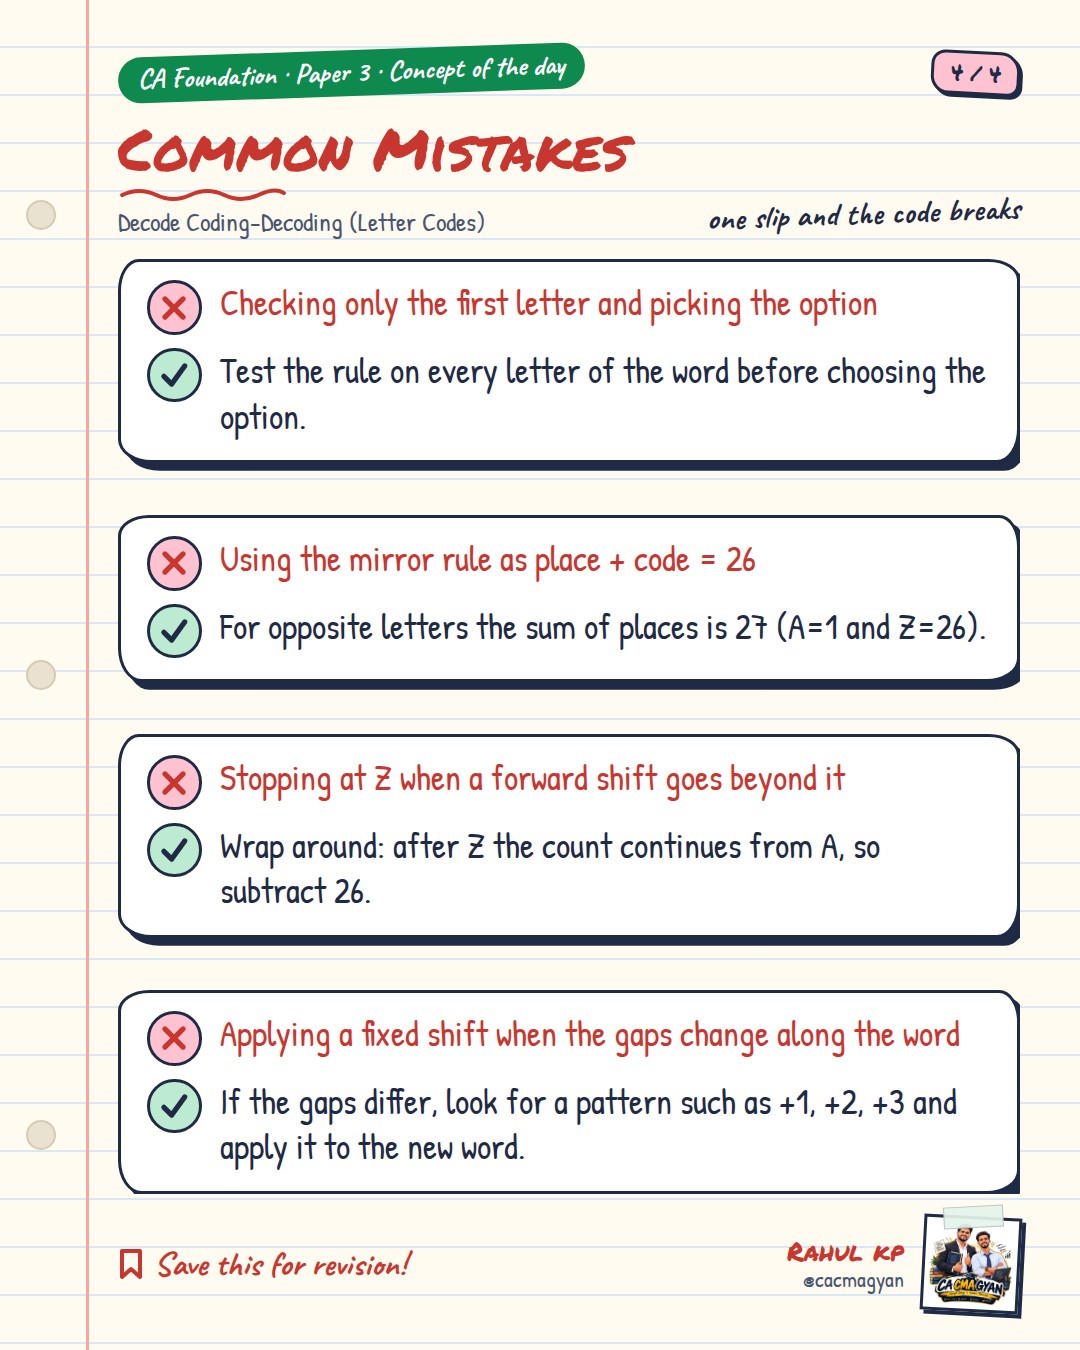 CA Foundation · Paper 3 · Concept of the day
4 / 4
Common Mistakes
Decode Coding-Decoding (Letter Codes)
one slip and the code breaks
Checking only the first letter and picking the option
Test the rule on every letter of the word before choosing the
option.
Using the mirror rule as place + code = 26
For opposite letters the sum of places is 27 (A=1 and Z=26).
Stopping at Z when a forward shift goes beyond it
Wrap around: after Z the count continues from A, so
subtract 26.
Applying a fixed shift when the gaps change along the word
If the gaps differ, look for a pattern such as +1, +2, +3 and
apply it to the new word.
Save this for revision!
Rahul KP
@cacmagyan
CA CMA GYAN